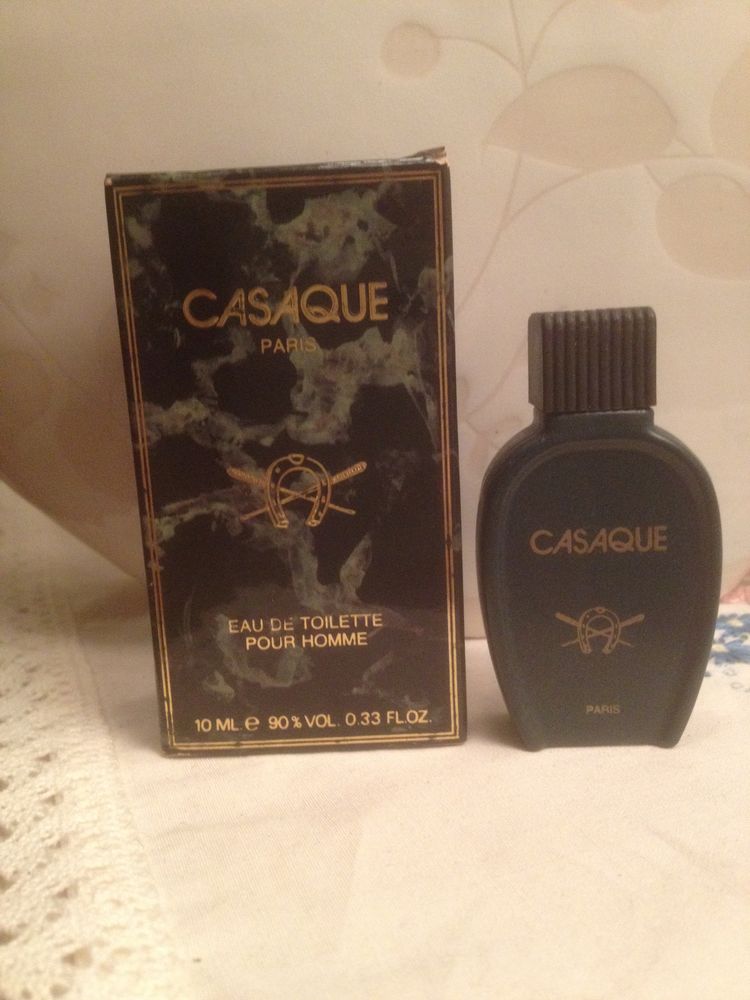 CASAQUE
PARIS
EAU DE TOILETTE
POUR HOMME
10 ML e 90 % VOL. 0.33 FL.OZ.
CASAQUE
PARIS